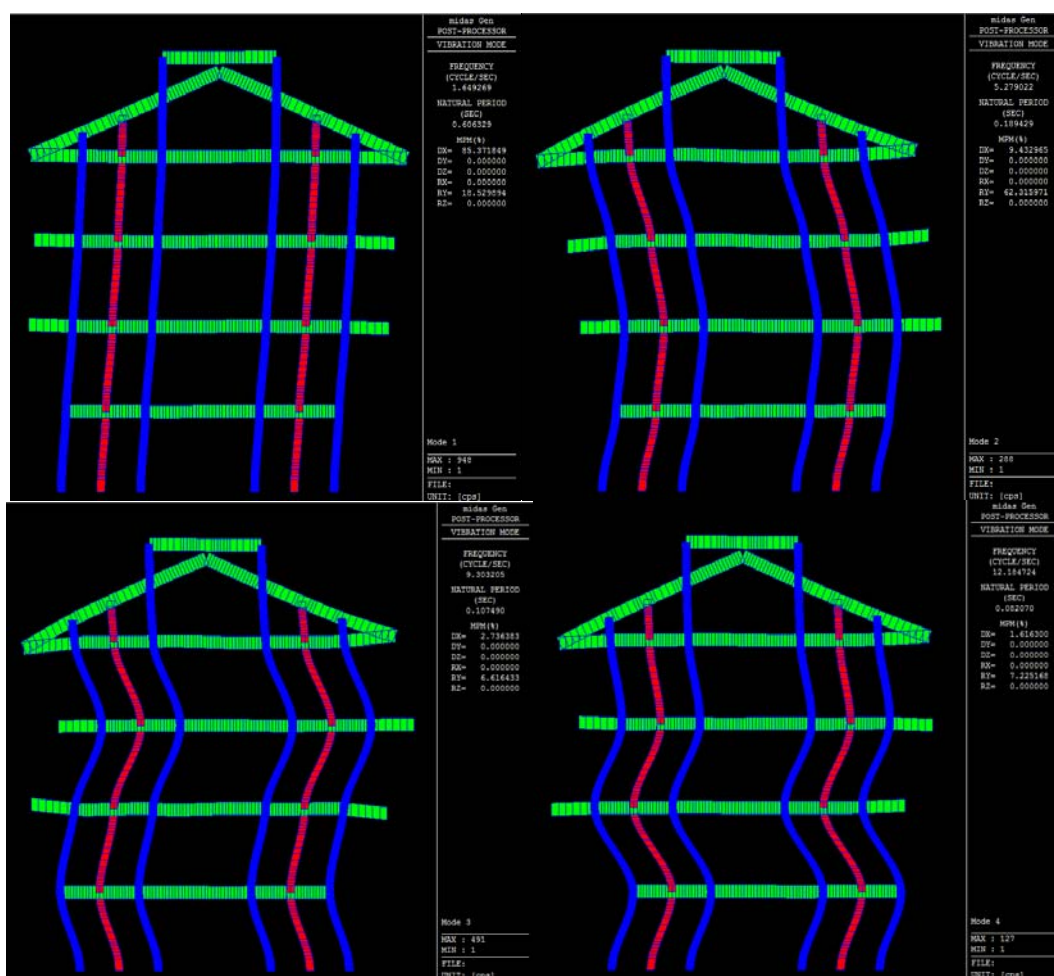 midas Gen
POST-PROCESSOR
VIBRATION MODE
FREQUENCY
(CYCLE/SEC)
1.649269
NATURAL PERIOD
(SEC)
0.606329
MPM(%)
DX= 85.371849
DY= 0.000000
DZ= 0.000000
RX= 0.000000
RY= 18.529894
RZ= 0.000000
Mode 1
MAX : 948
MIN : 1
FILE:
UNIT: [cps]
midas Gen
POST-PROCESSOR
VIBRATION MODE
FREQUENCY
(CYCLE/SEC)
5.279022
NATURAL PERIOD
(SEC)
0.189429
MPM(%)
DX= 9.432965
DY= 0.000000
DZ= 0.000000
RX= 0.000000
RY= 62.315971
RZ= 0.000000
Mode 2
MAX : 288
MIN : 1
FILE:
UNIT: [cps]
midas Gen
POST-PROCESSOR
VIBRATION MODE
FREQUENCY
(CYCLE/SEC)
9.303205
NATURAL PERIOD
(SEC)
0.107490
MPM(%)
DX= 2.736383
DY= 0.000000
DZ= 0.000000
RX= 0.000000
RY= 6.616433
RZ= 0.000000
Mode 3
MAX : 491
MIN : 1
FILE:
UNIT: [cps]
midas Gen
POST-PROCESSOR
VIBRATION MODE
FREQUENCY
(CYCLE/SEC)
12.184724
NATURAL PERIOD
(SEC)
0.082070
MPM(%)
DX= 1.616300
DY= 0.000000
DZ= 0.000000
RX= 0.000000
RY= 7.225168
RZ= 0.000000
Mode 4
MAX : 127
MIN : 1
FILE:
UNIT: [cps]